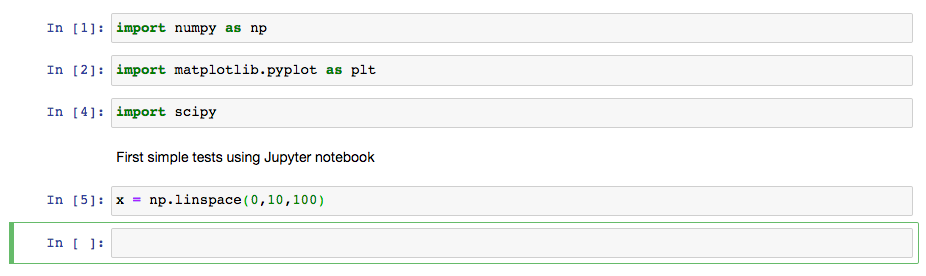 In [1]: import numpy as np
In [2]: import matplotlib.pyplot as plt
In [4]: import scipy
First simple tests using Jupyter notebook
In [5]: x = np.linspace(0,10,100)
In [ ]: